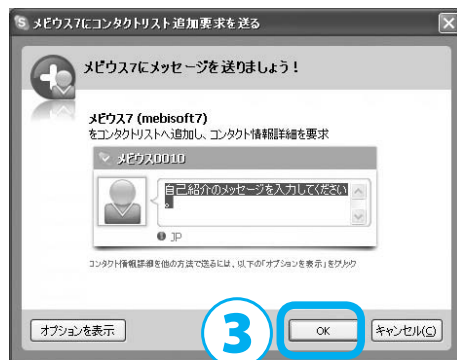 メビウス7にコンタクトリスト追加要求を送る
メビウス7にメッセージを送りましょう！
メビウス7 (mebisoft7)
をコンタクトリストへ追加し、コンタクト情報詳細を要求
メビウス0010
自己紹介のメッセージを入力してください
。
JP
コンタクト情報詳細を他の方法で送るには、以下の「オプションを表示」をクリック
オプションを表示
3
OK
キャンセル(C)